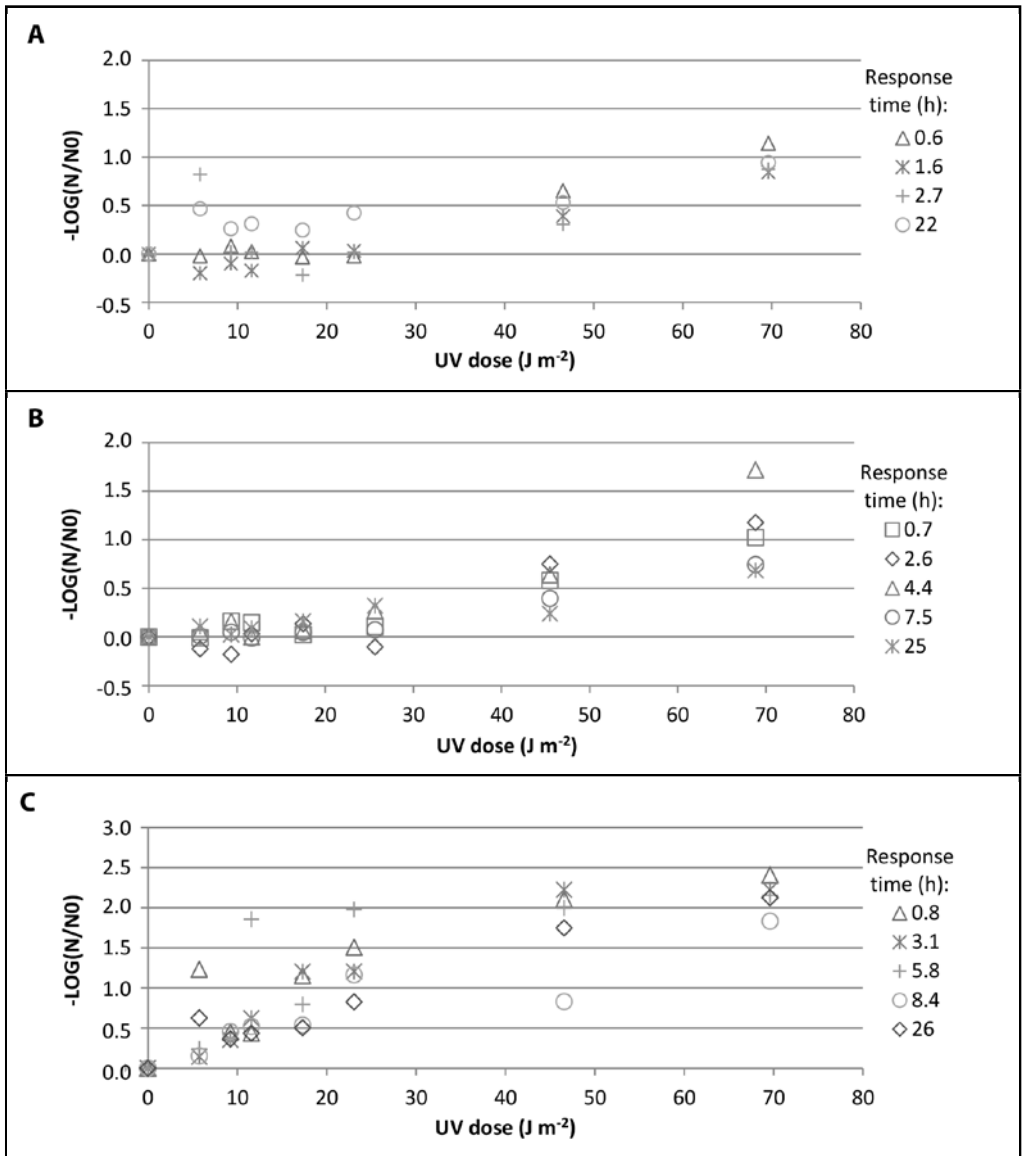 A
2.0
1.5
1.0
0.5
0.0
-0.5
-LOG(N/N0)
0 10 20 30 40 50 60 70 80
UV dose (J m⁻²)
Response
time (h):
0.6
1.6
2.7
22
B
2.0
1.5
1.0
0.5
0.0
-0.5
-LOG(N/N0)
0 10 20 30 40 50 60 70 80
UV dose (J m⁻²)
Response
time (h):
0.7
2.6
4.4
7.5
25
C
3.0
2.5
2.0
1.5
1.0
0.5
0.0
-LOG(N/N0)
0 10 20 30 40 50 60 70 80
UV dose (J m⁻²)
Response
time (h):
0.8
3.1
5.8
8.4
26